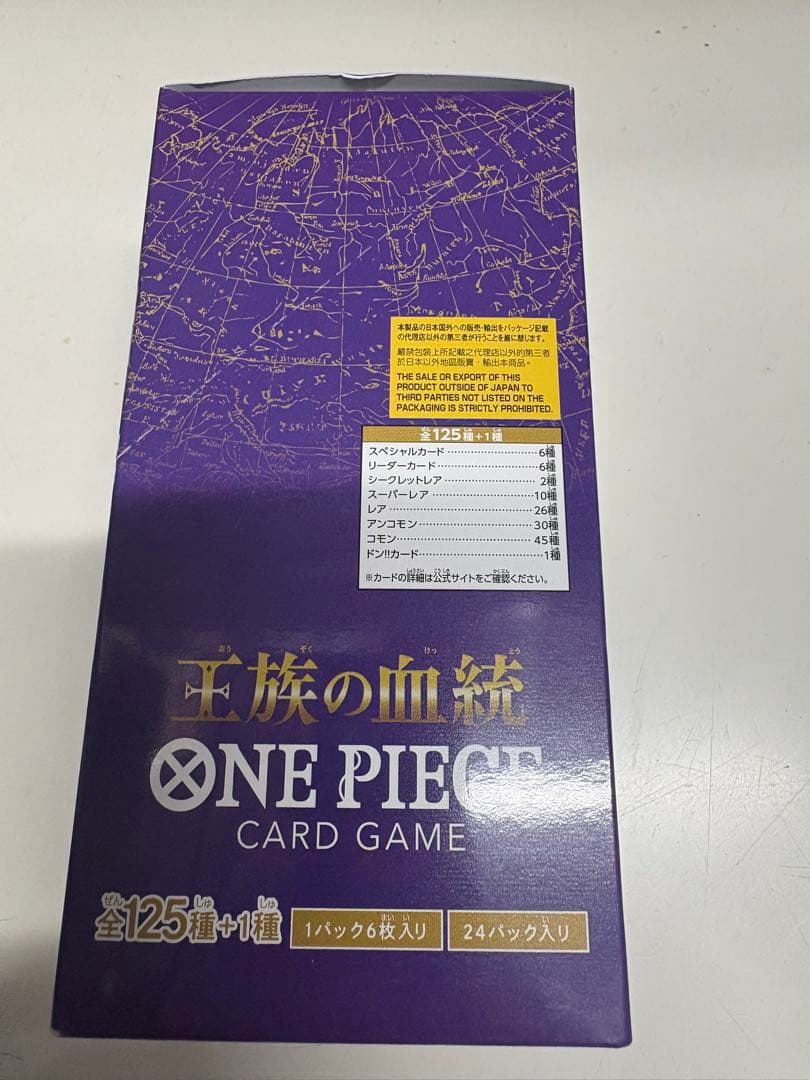 本製品の日本国外への販売・輸出をパッケージ記載
の代理店以外の第三者が行うことを厳に禁じます。
嚴禁包装上所記載之代理店以外的第三者
於日本以外地區販賣・輸出本商品。
THE SALE OR EXPORT OF THIS
PRODUCT OUTSIDE OF JAPAN TO
THIRD PARTIES NOT LISTED ON THE
PACKAGING IS STRICTLY PROHIBITED.
全125種+1種
スペシャルカード…………6種
リーダーカード…………6種
シークレットレア…………2種
スーパーレア…………10種
レア…………26種
アンコモン…………30種
コモン…………45種
ドン!!カード…………1種
※カードの詳細は公式サイトをご確認ください。
王族の血統
ONE PIECE
CARD GAME
全125種+1種
1パック6枚入り
24パック入り